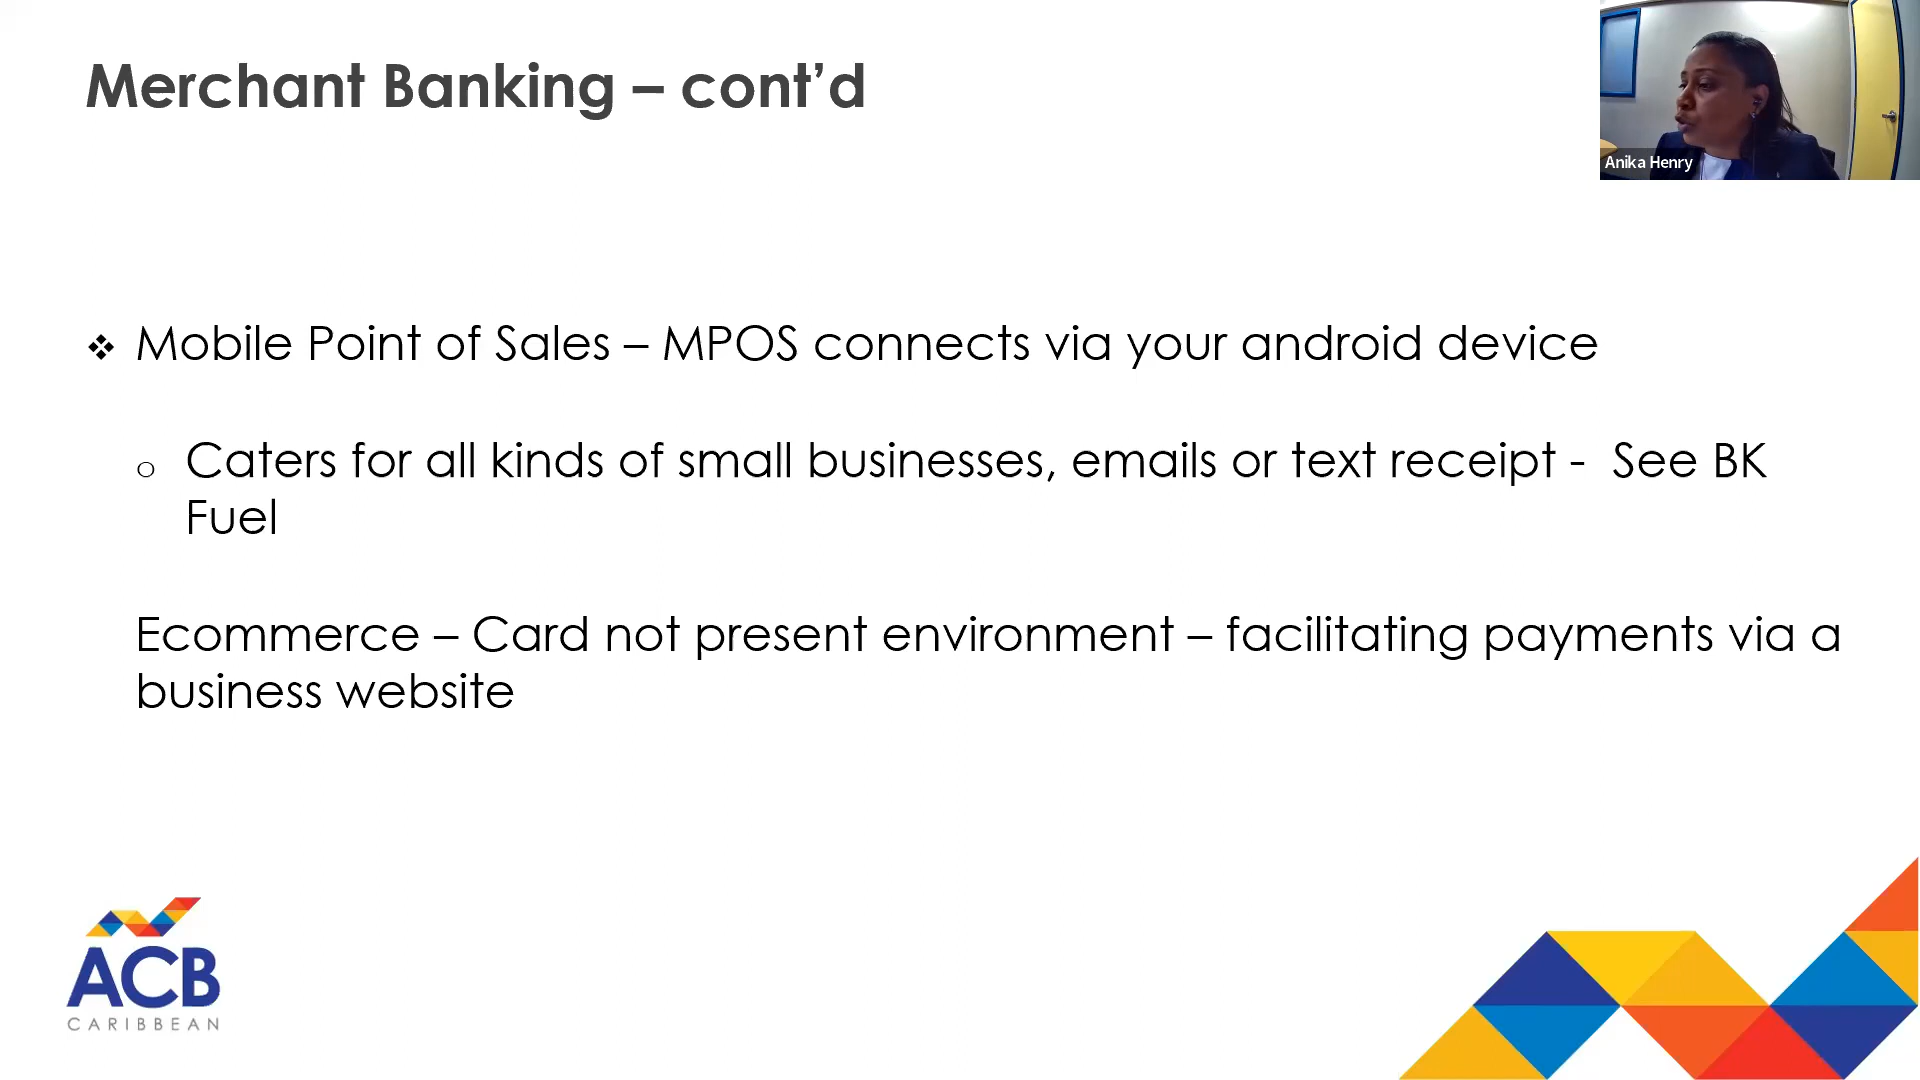 Merchant Banking – cont’d
Anika Henry
❖ Mobile Point of Sales – MPOS connects via your android device
o Caters for all kinds of small businesses, emails or text receipt - See BK
Fuel
Ecommerce – Card not present environment – facilitating payments via a
business website
ACB
CARIBBEAN